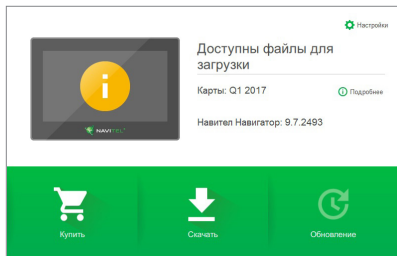 Настройки
Доступны файлы для
загрузки
Карты: Q1 2017
Подробнее
Навител Навигатор: 9.7.2493
NAVITEL
Купить
Скачать
Обновление